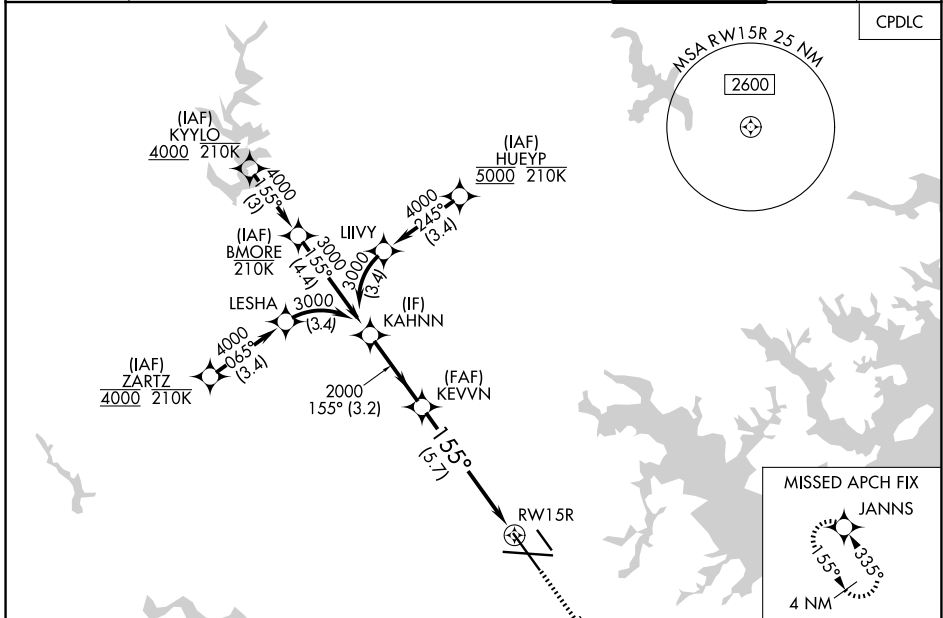 CPDLC
MSA RW15R 25 NM
2600
(IAF)
KYYLO
4000 210K
4000
155°
(3)
(IAF)
HUEYP
5000 210K
4000
245°
(3.4)
(IAF)
BMORE
210K
3000
155°
(4.4)
LIIVY
3000
(3.4)
LESHA
3000
(3.4)
(IF)
KAHNN
(IAF)
ZARTZ
4000 210K
4000
065°
(3.4)
2000
155° (3.2)
(FAF)
KEVVN
155°
(5.7)
RW15R
MISSED APCH FIX
JANNS
155°
335°
4 NM